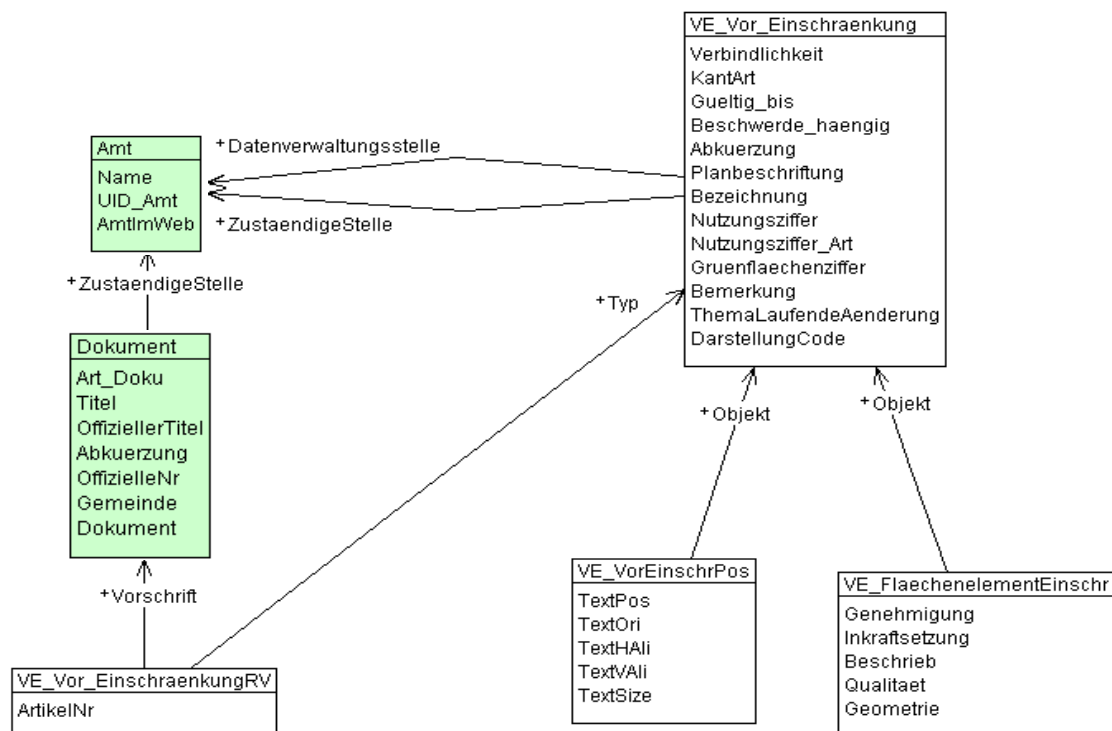 VE_Vor_Einschraenkung
Verbindlichkeit
KantArt
Gueltig_bis
Beschwerde_haengig
Abkuerzung
Planbeschriftung
Bezeichnung
Nutzungsziffer
Nutzungsziffer_Art
Gruenflaechenziffer
Bemerkung
ThemaLaufendeAenderung
DarstellungCode
+Datenverwaltungsstelle
+ZustaendigeStelle
Amt
Name
UID_Amt
AmtImWeb
+ZustaendigeStelle
+Typ
Dokument
Art_Doku
Titel
OffiziellerTitel
Abkuerzung
OffizielleNr
Gemeinde
Dokument
+Objekt
+Objekt
+Vorschrift
VE_VorEinschrPos
TextPos
TextOri
TextHAli
TextVAli
TextSize
VE_FlaechenelementEinschr
Genehmigung
Inkraftsetzung
Beschrieb
Qualitaet
Geometrie
VE_Vor_EinschraenkungRV
ArtikelNr